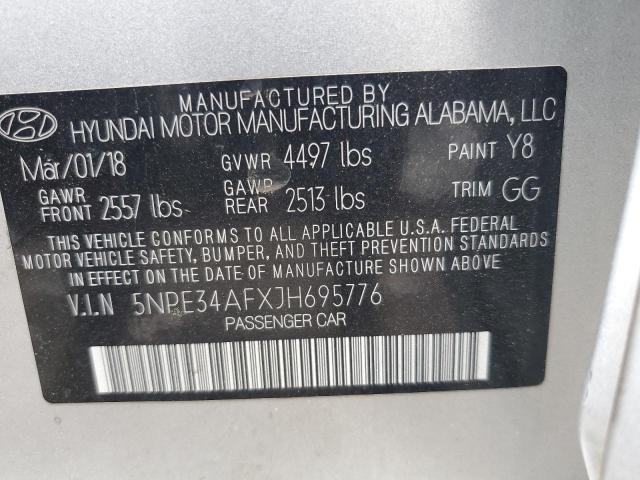 MANUFACTURED BY
HYUNDAI MOTOR MANUFACTURING ALABAMA, LLC
Mar/01/18 GVWR 4497 lbs PAINT Y8
GAWR FRONT 2557 lbs GAWR REAR 2513 lbs TRIM GG
THIS VEHICLE CONFORMS TO ALL APPLICABLE U.S.A. FEDERAL
MOTOR VEHICLE SAFETY, BUMPER, AND THEFT PREVENTION STANDARDS
IN EFFECT ON THE DATE OF MANUFACTURE SHOWN ABOVE.
V.I.N 5NPE34AFXJH695776
PASSENGER CAR